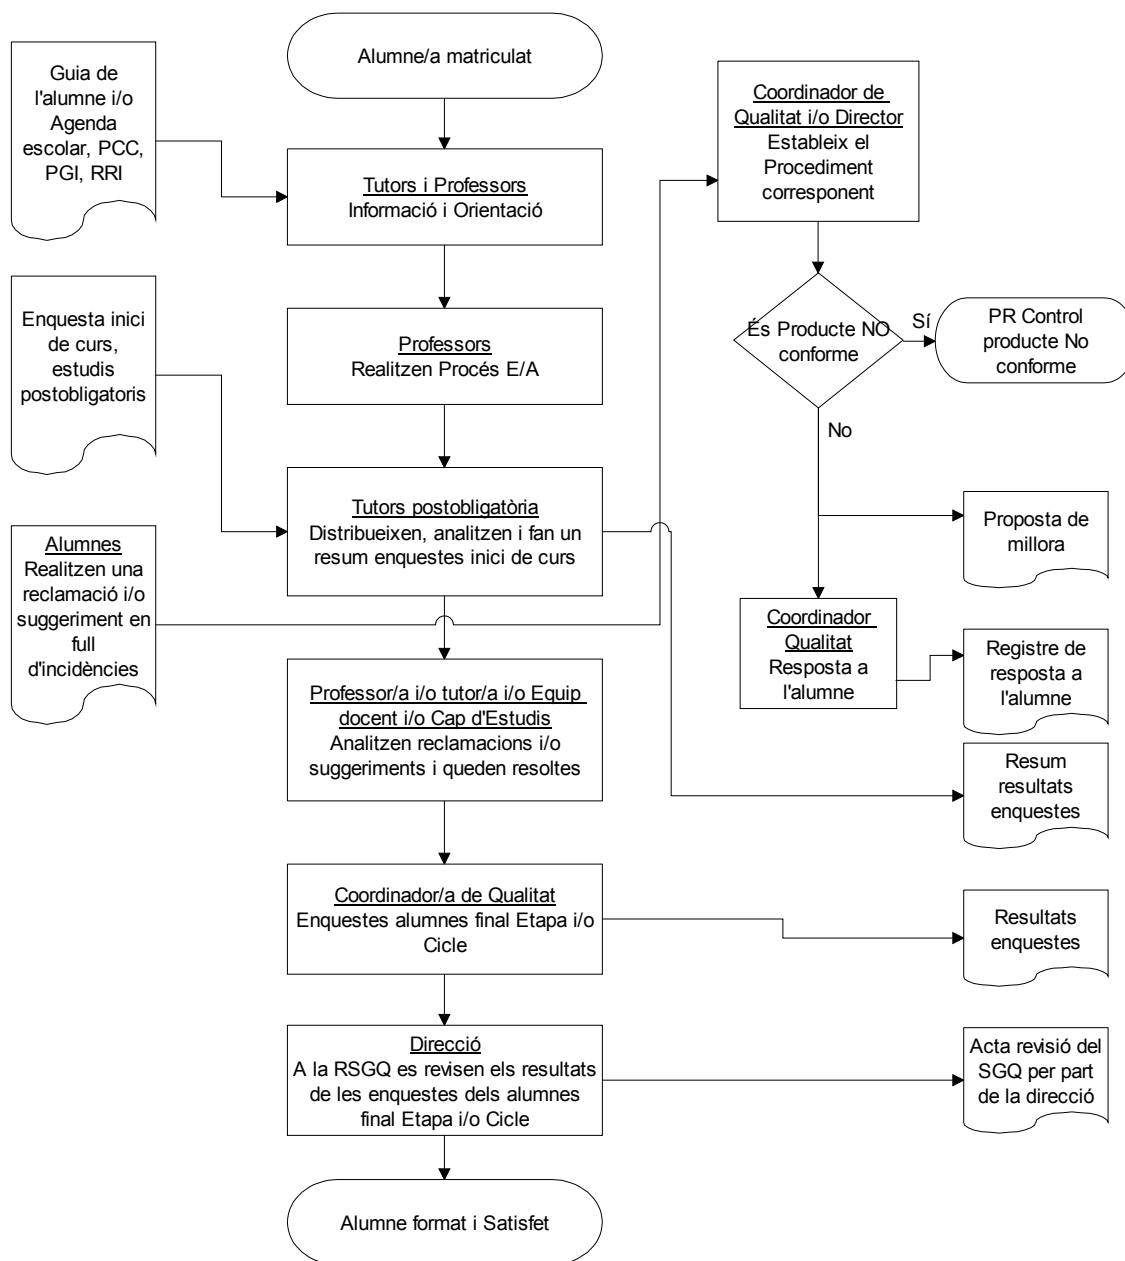 Alumne/a matriculat
Guia de
l'alumne i/o
Agenda
escolar, PCC,
PGI, RRI
Tutors i Professors
Informació i Orientació
Enquesta inici
de curs,
estudis
postobligatoris
Professors
Realitzen Procés E/A
Tutors postobligatòria
Distribueixen, analitzen i fan un
resum enquestes inici de curs
Alumnes
Realitzen una
reclamació i/o
suggeriment en
full
d'incidències
Professor/a i/o tutor/a i/o Equip
docent i/o Cap d'Estudis
Analitzen reclamacions i/o
suggeriments i queden resoltes
Coordinador/a de Qualitat
Enquestes alumnes final Etapa i/o
Cicle
Direcció
A la RSGQ es revisen els resultats
de les enquestes dels alumnes
final Etapa i/o Cicle
Alumne format i Satisfet
Coordinador de
Qualitat i/o Director
Estableix el
Procediment
corresponent
És Producte NO
conforme
Sí
PR Control
producte No
conforme
No
Proposta de
millora
Coordinador
Qualitat
Resposta a
l'alumne
Registre de
resposta a
l'alumne
Resum
resultats
enquestes
Resultats
enquestes
Acta revisió del
SGQ per part
de la direcció